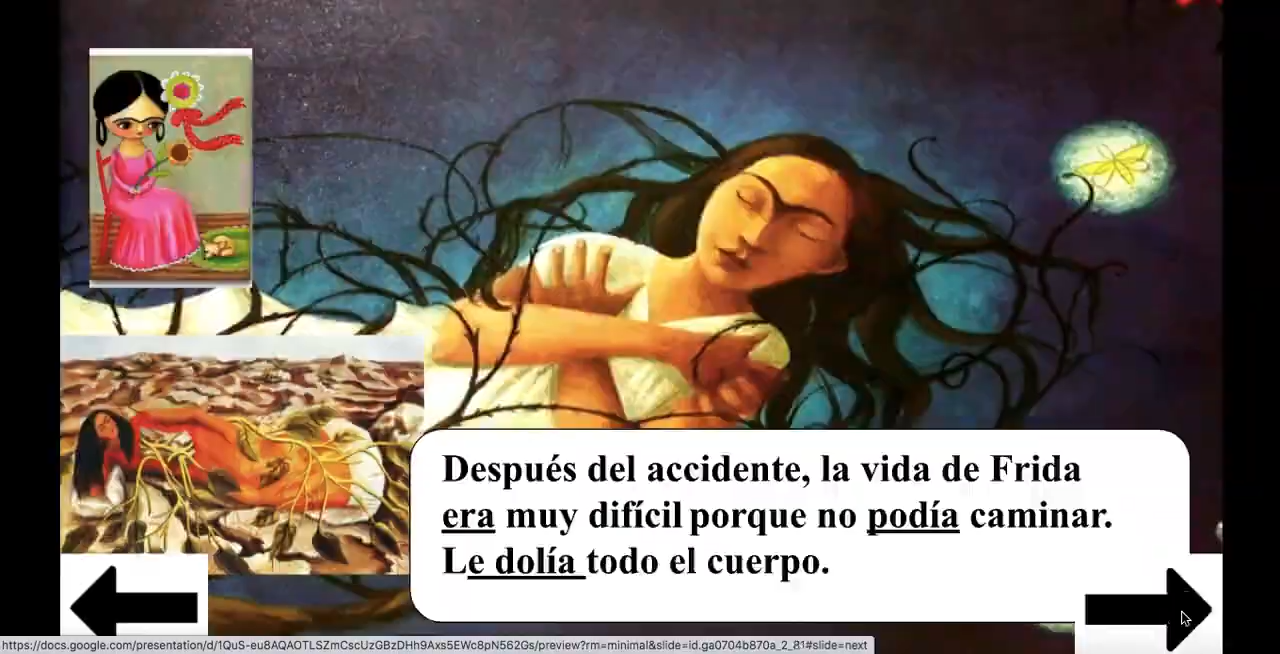 Después del accidente, la vida de Frida
era muy difícil porque no podía caminar.
Le dolía todo el cuerpo.
https://docs.google.com/presentation/d/1QuS-eu8AQAOTLSZmCscUzGBzDHh9Axs5EWc8pN562Gs/preview?rm=minimal&slide=id.ga0704b870a_2_81#slide=next